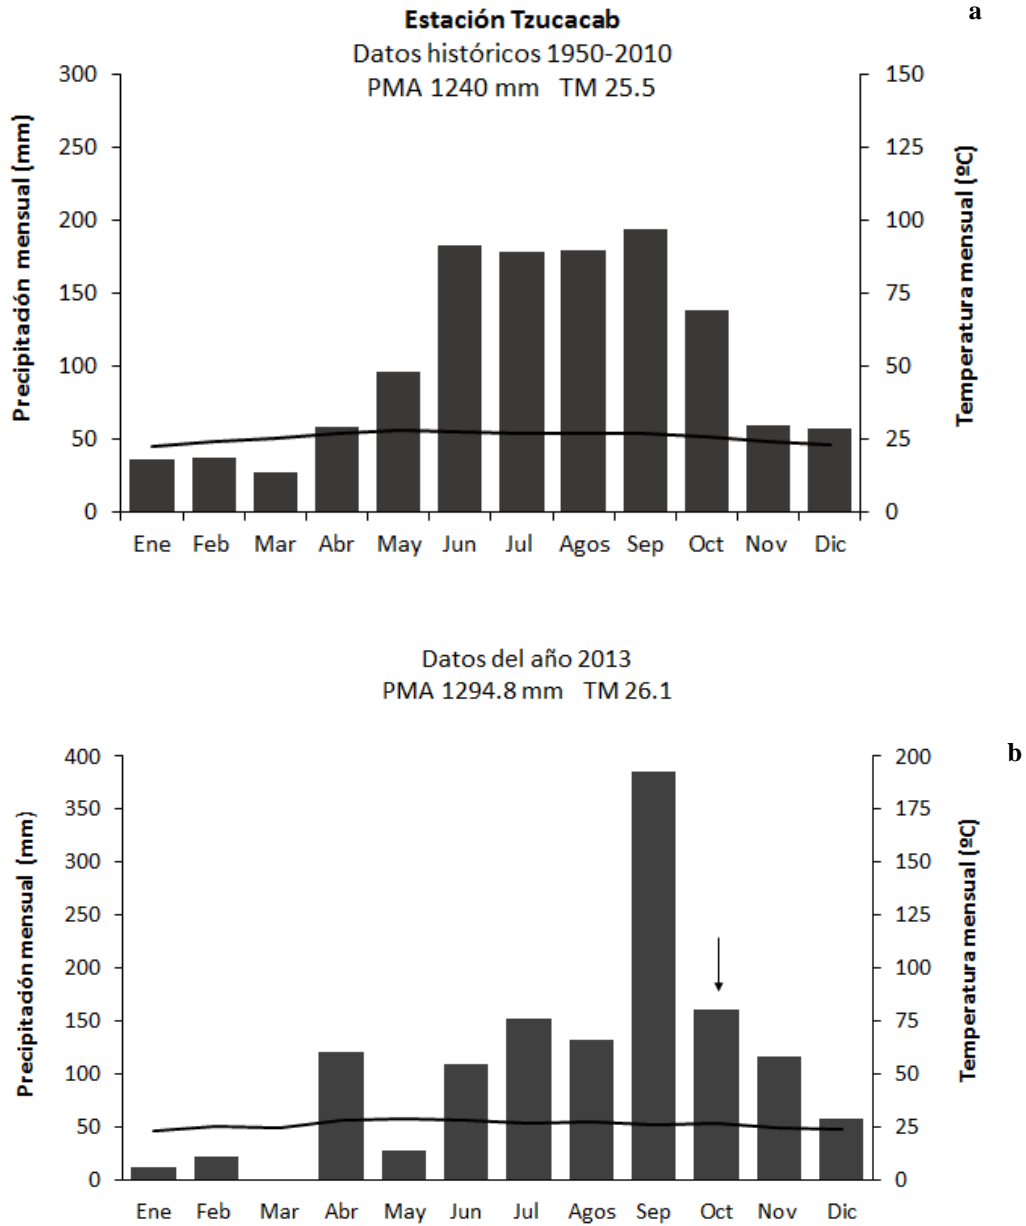 Estación Tzucacab
a
Datos históricos 1950-2010
PMA 1240 mm TM 25.5
Precipitación mensual (mm)
300
250
200
150
100
50
0
150
125
100
75
50
25
0
Temperatura mensual (ºC)
Ene Feb Mar Abr May Jun Jul Agos Sep Oct Nov Dic
Datos del año 2013
PMA 1294.8 mm TM 26.1
b
Precipitación mensual (mm)
400
350
300
250
200
150
100
50
0
200
175
150
125
100
75
50
25
0
Temperatura mensual (ºC)
Ene Feb Mar Abr May Jun Jul Agos Sep Oct Nov Dic